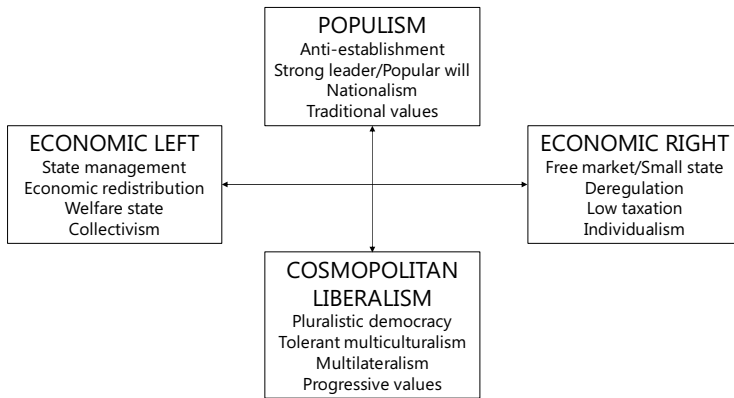 POPULISM
Anti-establishment
Strong leader/Popular will
Nationalism
Traditional values
ECONOMIC LEFT
State management
Economic redistribution
Welfare state
Collectivism
ECONOMIC RIGHT
Free market/Small state
Deregulation
Low taxation
Individualism
COSMOPOLITAN
LIBERALISM
Pluralistic democracy
Tolerant multiculturalism
Multilateralism
Progressive values